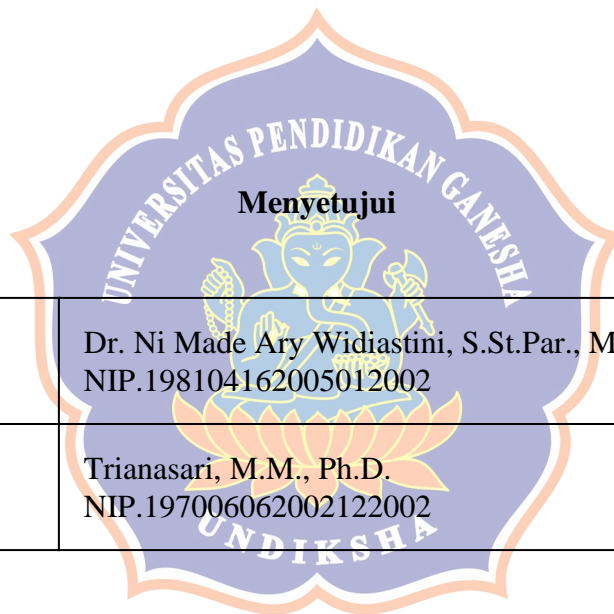 UNIVERSITAS PENDIDIKAN GANESHA
Menyetujui
Dr. Ni Made Ary Widiastini, S.St.Par., M
NIP.198104162005012002
Trianasari, M.M., Ph.D.
NIP.197006062002122002
UNDIKSHA